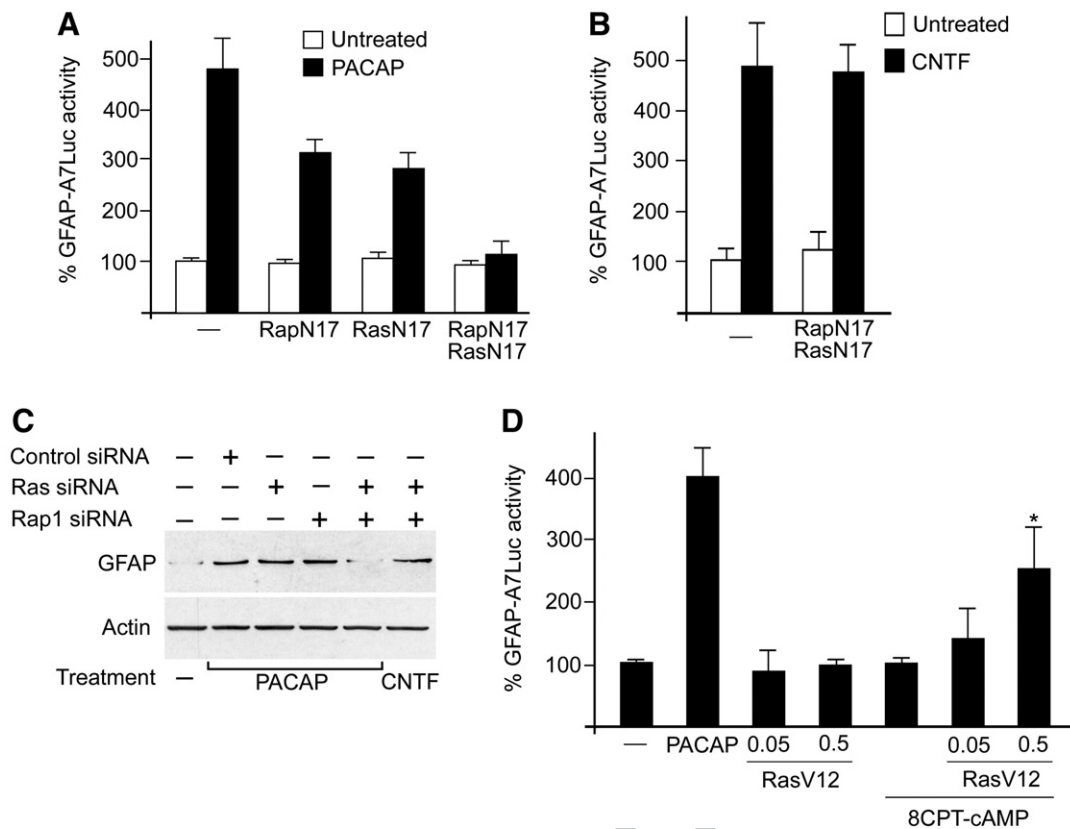 A
Untreated
PACAP
% GFAP-A7Luc activity
500
400
300
200
100
— RapN17 RasN17 RapN17
RasN17
B
Untreated
CNTF
% GFAP-A7Luc activity
500
400
300
200
100
— RapN17
RasN17
C
Control siRNA − + − − − −
Ras siRNA − − + − + +
Rap1 siRNA − − − + + +
GFAP
Actin
Treatment − PACAP CNTF
D
% GFAP-A7Luc activity
400
300
200
100
*
— PACAP 0.05 0.5 0.05 0.5
RasV12 RasV12
8CPT-cAMP